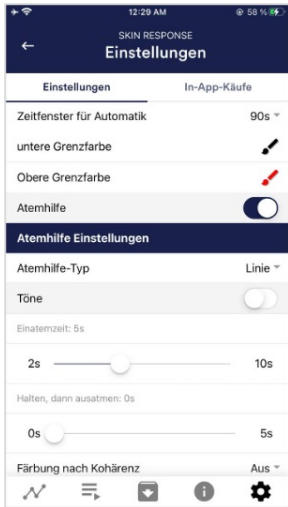 12:29 AM
58 %
SKIN RESPONSE
Einstellungen
Einstellungen
In-App-Käufe
Zeitfenster für Automatik
90s
untere Grenzfarbe
Obere Grenzfarbe
Atemhilfe
Atemhilfe Einstellungen
Atemhilfe-Typ
Linie
Töne
Einatemzeit: 5s
2s
10s
Halten, dann ausatmen: 0s
0s
5s
Färbung nach Kohärenz
Aus